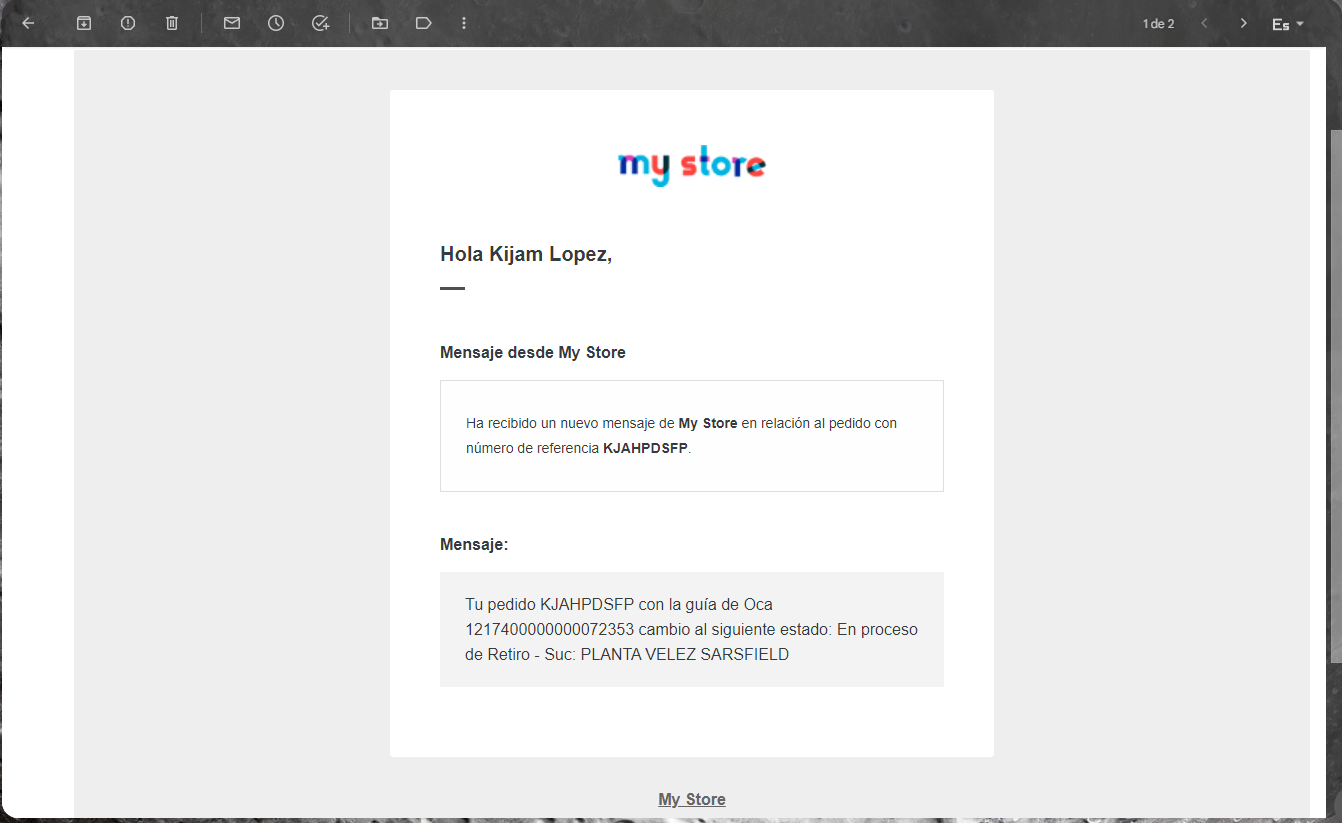 1 de 2
Es
my store
Hola Kijam Lopez,
Mensaje desde My Store
Ha recibido un nuevo mensaje de My Store en relación al pedido con
número de referencia KJAHPDSFP.
Mensaje:
Tu pedido KJAHPDSFP con la guía de Oca
1217400000000072353 cambio al siguiente estado: En proceso
de Retiro - Suc: PLANTA VELEZ SARSFIELD
My Store